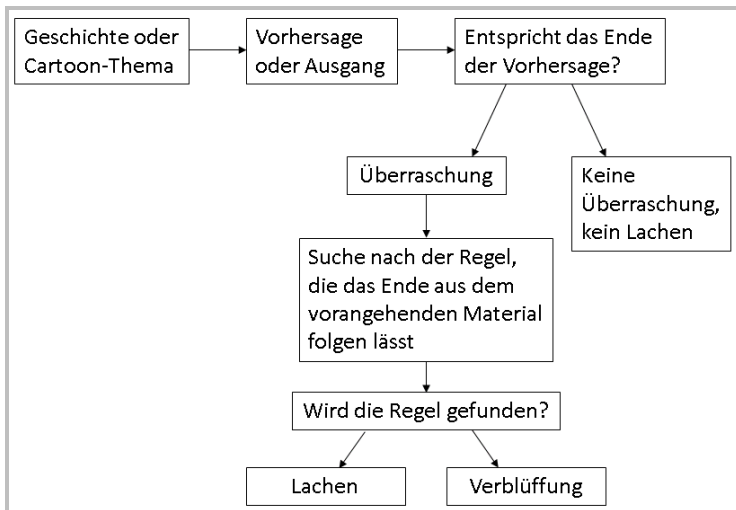 Geschichte oder
Cartoon-Thema
Vorhersage
oder Ausgang
Entspricht das Ende
der Vorhersage?
Überraschung
Keine
Überraschung,
kein Lachen
Suche nach der Regel,
die das Ende aus dem
vorangehenden Material
folgen lässt
Wird die Regel gefunden?
Lachen
Verblüffung